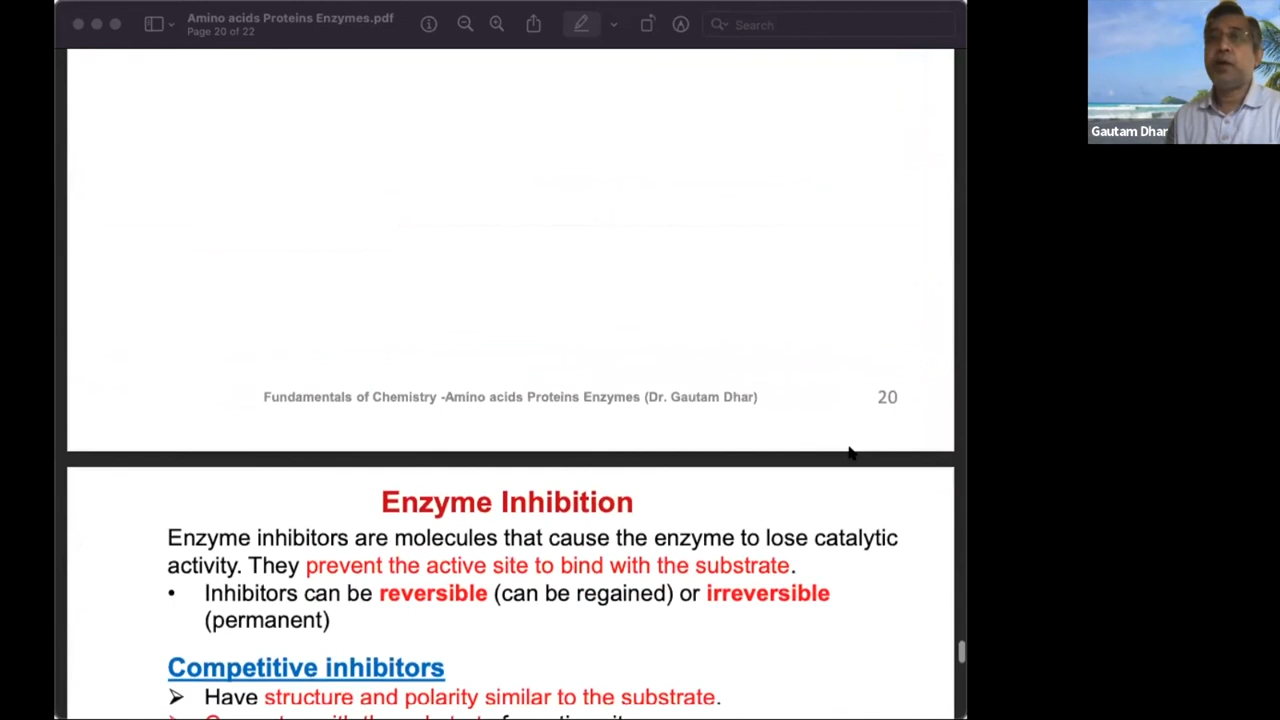 Amino acids Proteins Enzymes.pdf
Page 20 of 22
Search
Gautam Dhar
Fundamentals of Chemistry -Amino acids Proteins Enzymes (Dr. Gautam Dhar)
20
Enzyme Inhibition
Enzyme inhibitors are molecules that cause the enzyme to lose catalytic
activity. They prevent the active site to bind with the substrate.
• Inhibitors can be reversible (can be regained) or irreversible
(permanent)
Competitive inhibitors
➢ Have structure and polarity similar to the substrate.